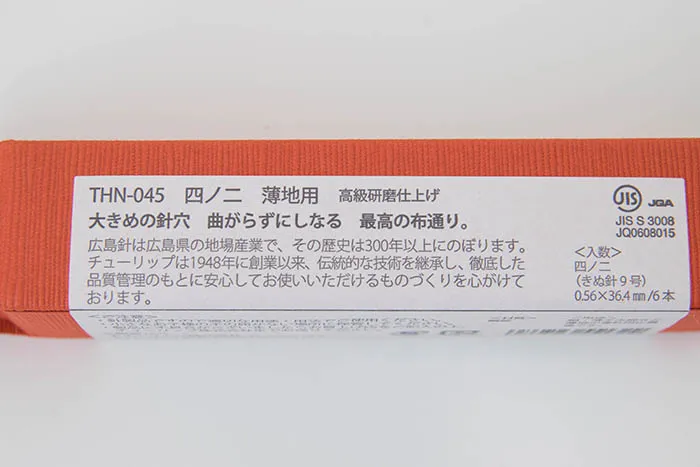 THN-045 四ノ二 薄地用 高級研磨仕上げ
大きめの針穴 曲がらずにしなる 最高の布通り。
広島針は広島県の地場産業で、その歴史は300年以上にのぼります。
チューリップは1948年に創業以来、伝統的な技術を継承し、徹底した
品質管理のもとに安心してお使いいただけるものづくりを心がけて
おります。
JIS JQA
JIS S 3008
JQ0608015
<入数>
四ノ二
(きぬ針9号)
0.56×36.4㎜/6本